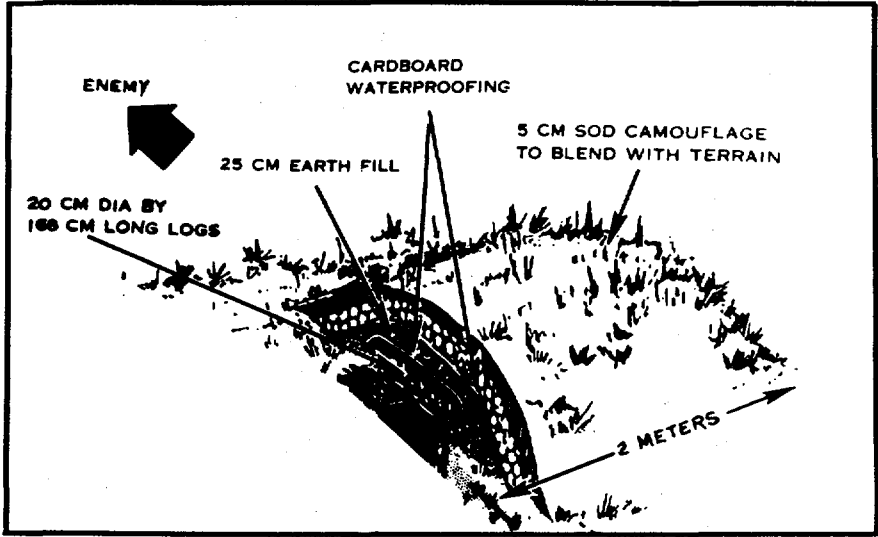 ENEMY
CARDBOARD
WATERPROOFING
5 CM SOD CAMOUFLAGE
TO BLEND WITH TERRAIN
25 CM EARTH FILL
20 CM DIA BY
168 CM LONG LOGS
2 METERS